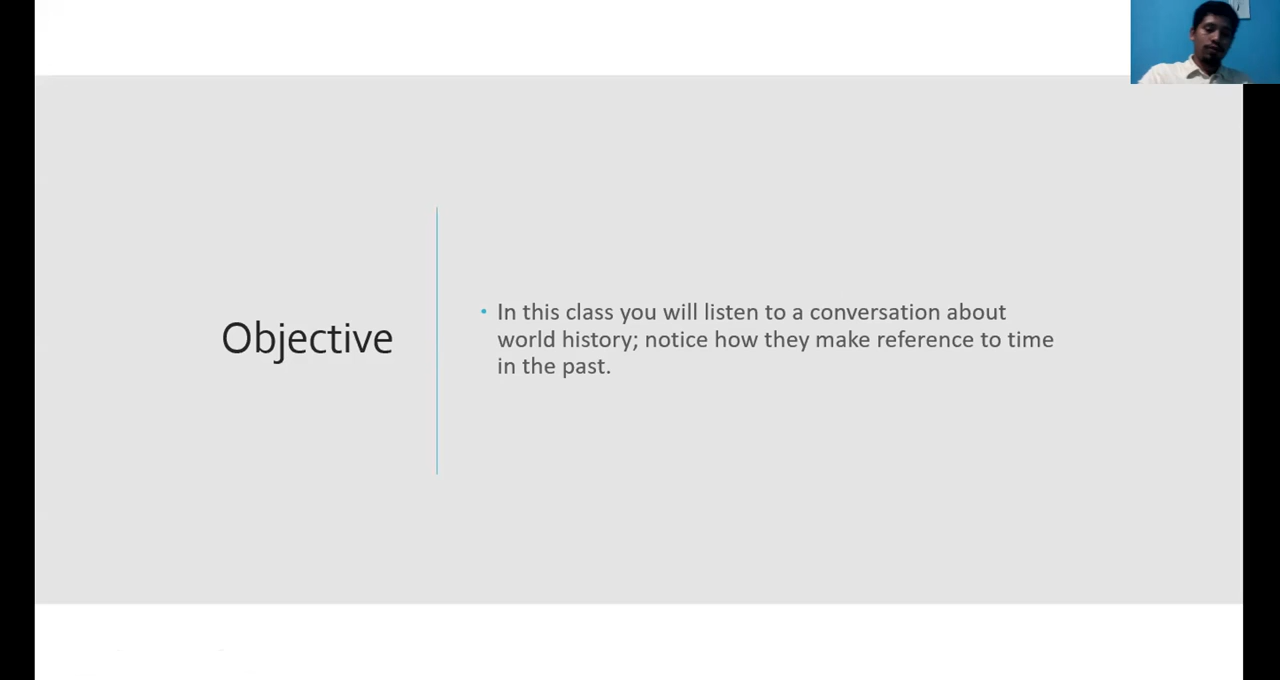 Objective
• In this class you will listen to a conversation about
world history; notice how they make reference to time
in the past.